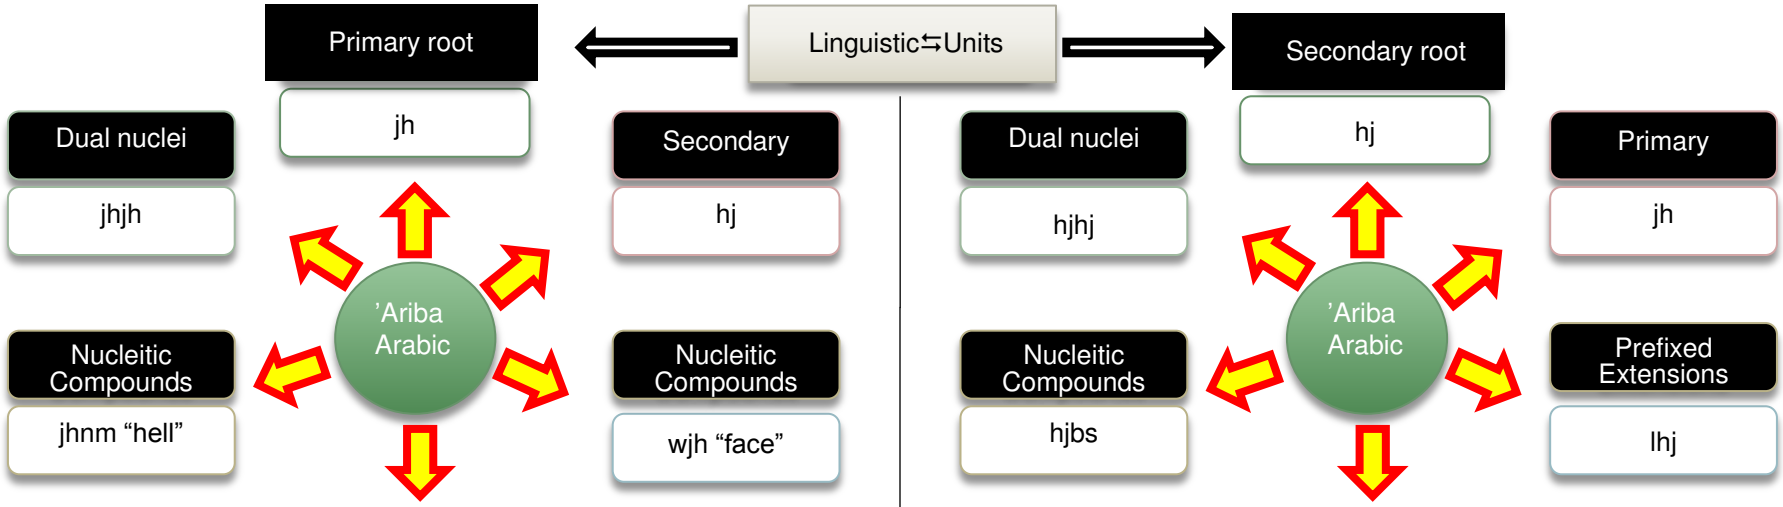 Linguistic⇆Units
Primary root
jh
Dual nuclei
jhjh
Secondary
hj
’Ariba
Arabic
Nucleitic
Compounds
jhnm “hell”
Nucleitic
Compounds
wjh “face”
Secondary root
hj
Dual nuclei
hjhj
Primary
jh
’Ariba
Arabic
Nucleitic
Compounds
hjbs
Prefixed
Extensions
lhj